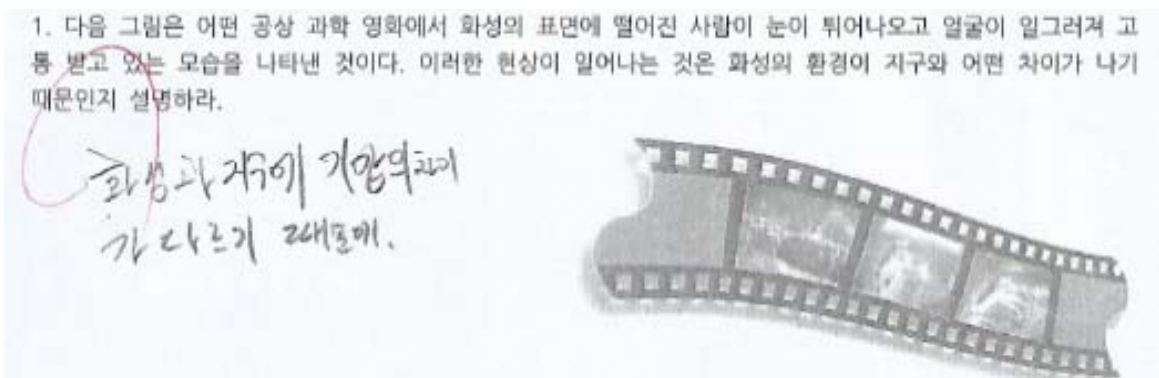 1. 다음 그림은 어떤 공상 과학 영화에서 화성의 표면에 떨어진 사람이 눈이 튀어나오고 얼굴이 일그러져 고
통 받고 있는 모습을 나타낸 것이다. 이러한 현상이 일어나는 것은 화성의 환경이 지구와 어떤 차이가 나기
때문인지 설명하라.
화성과 지구에 기압의 차이
가 다르기 때문에.